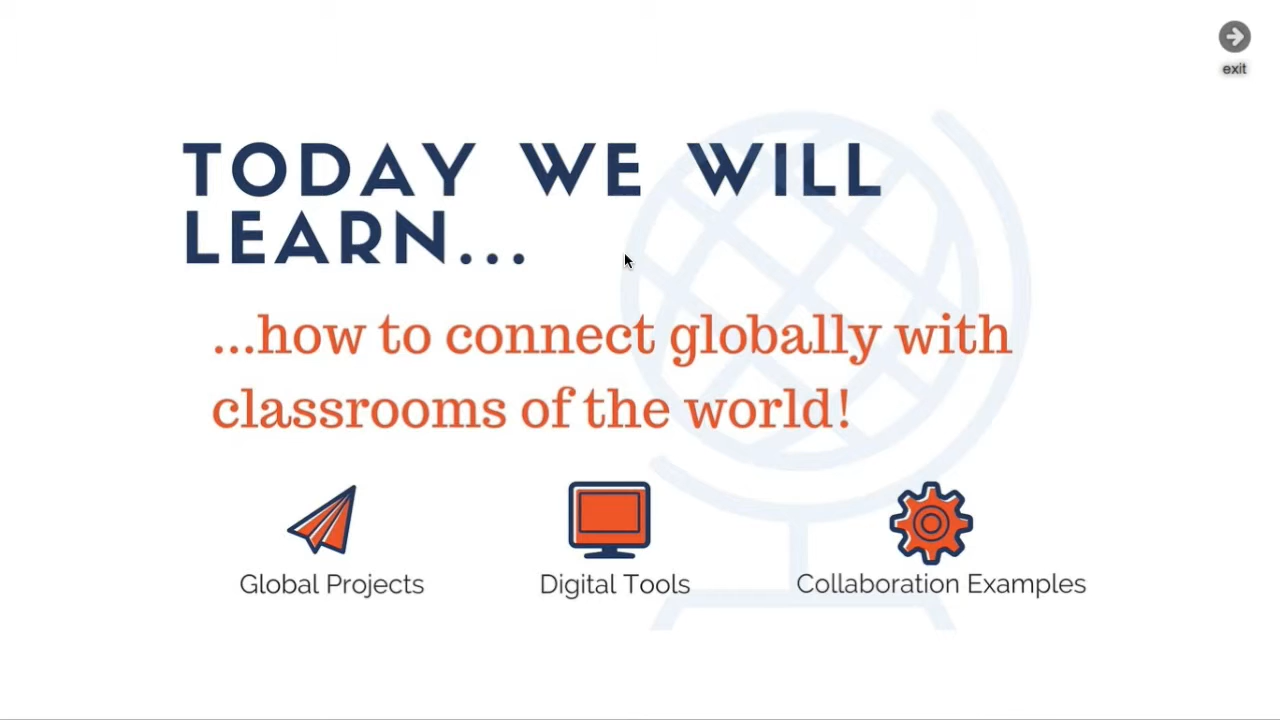 exit
TODAY WE WILL
LEARN...
...how to connect globally with
classrooms of the world!
Global Projects
Digital Tools
Collaboration Examples